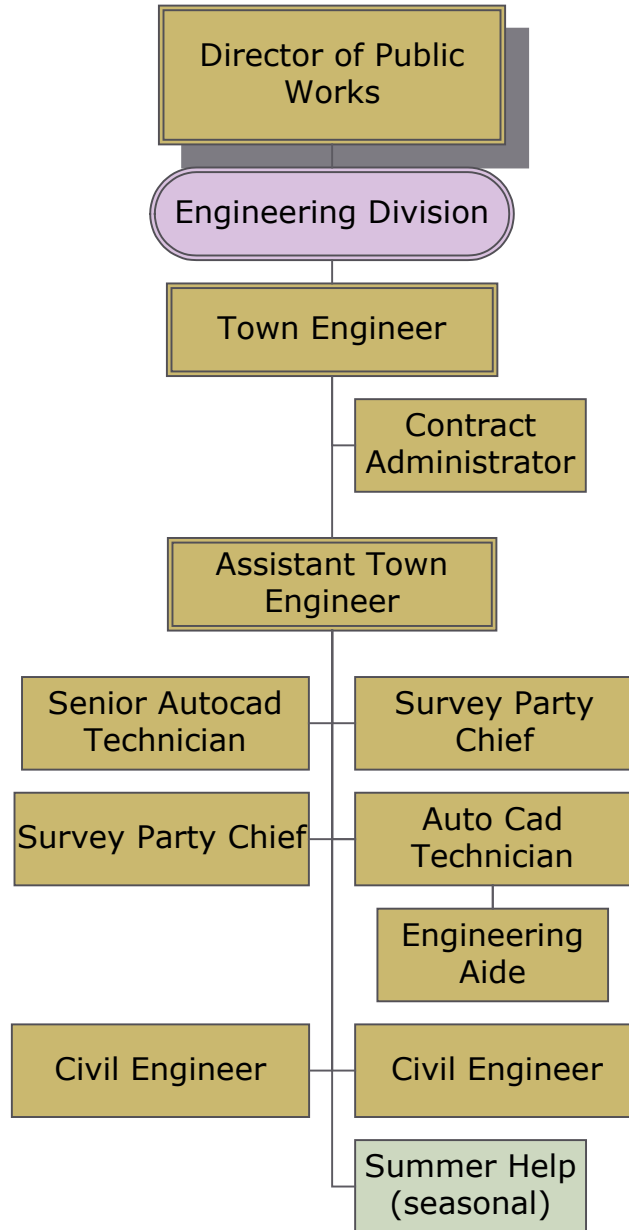 Director of Public
Works
Engineering Division
Town Engineer
Contract
Administrator
Assistant Town
Engineer
Senior Autocad
Technician
Survey Party
Chief
Survey Party Chief
Auto Cad
Technician
Engineering
Aide
Civil Engineer
Civil Engineer
Summer Help
(seasonal)